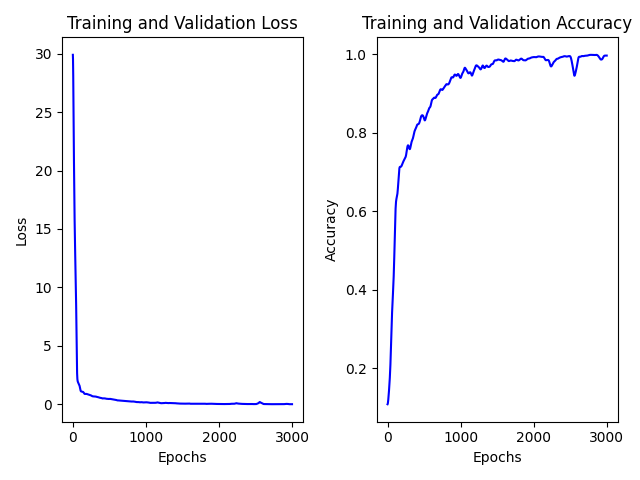 Training and Validation Loss
30
25
20
15
10
5
0
Loss
0 1000 2000 3000
Epochs
Training and Validation Accuracy
1.0
0.8
0.6
0.4
0.2
Accuracy
0 1000 2000 3000
Epochs